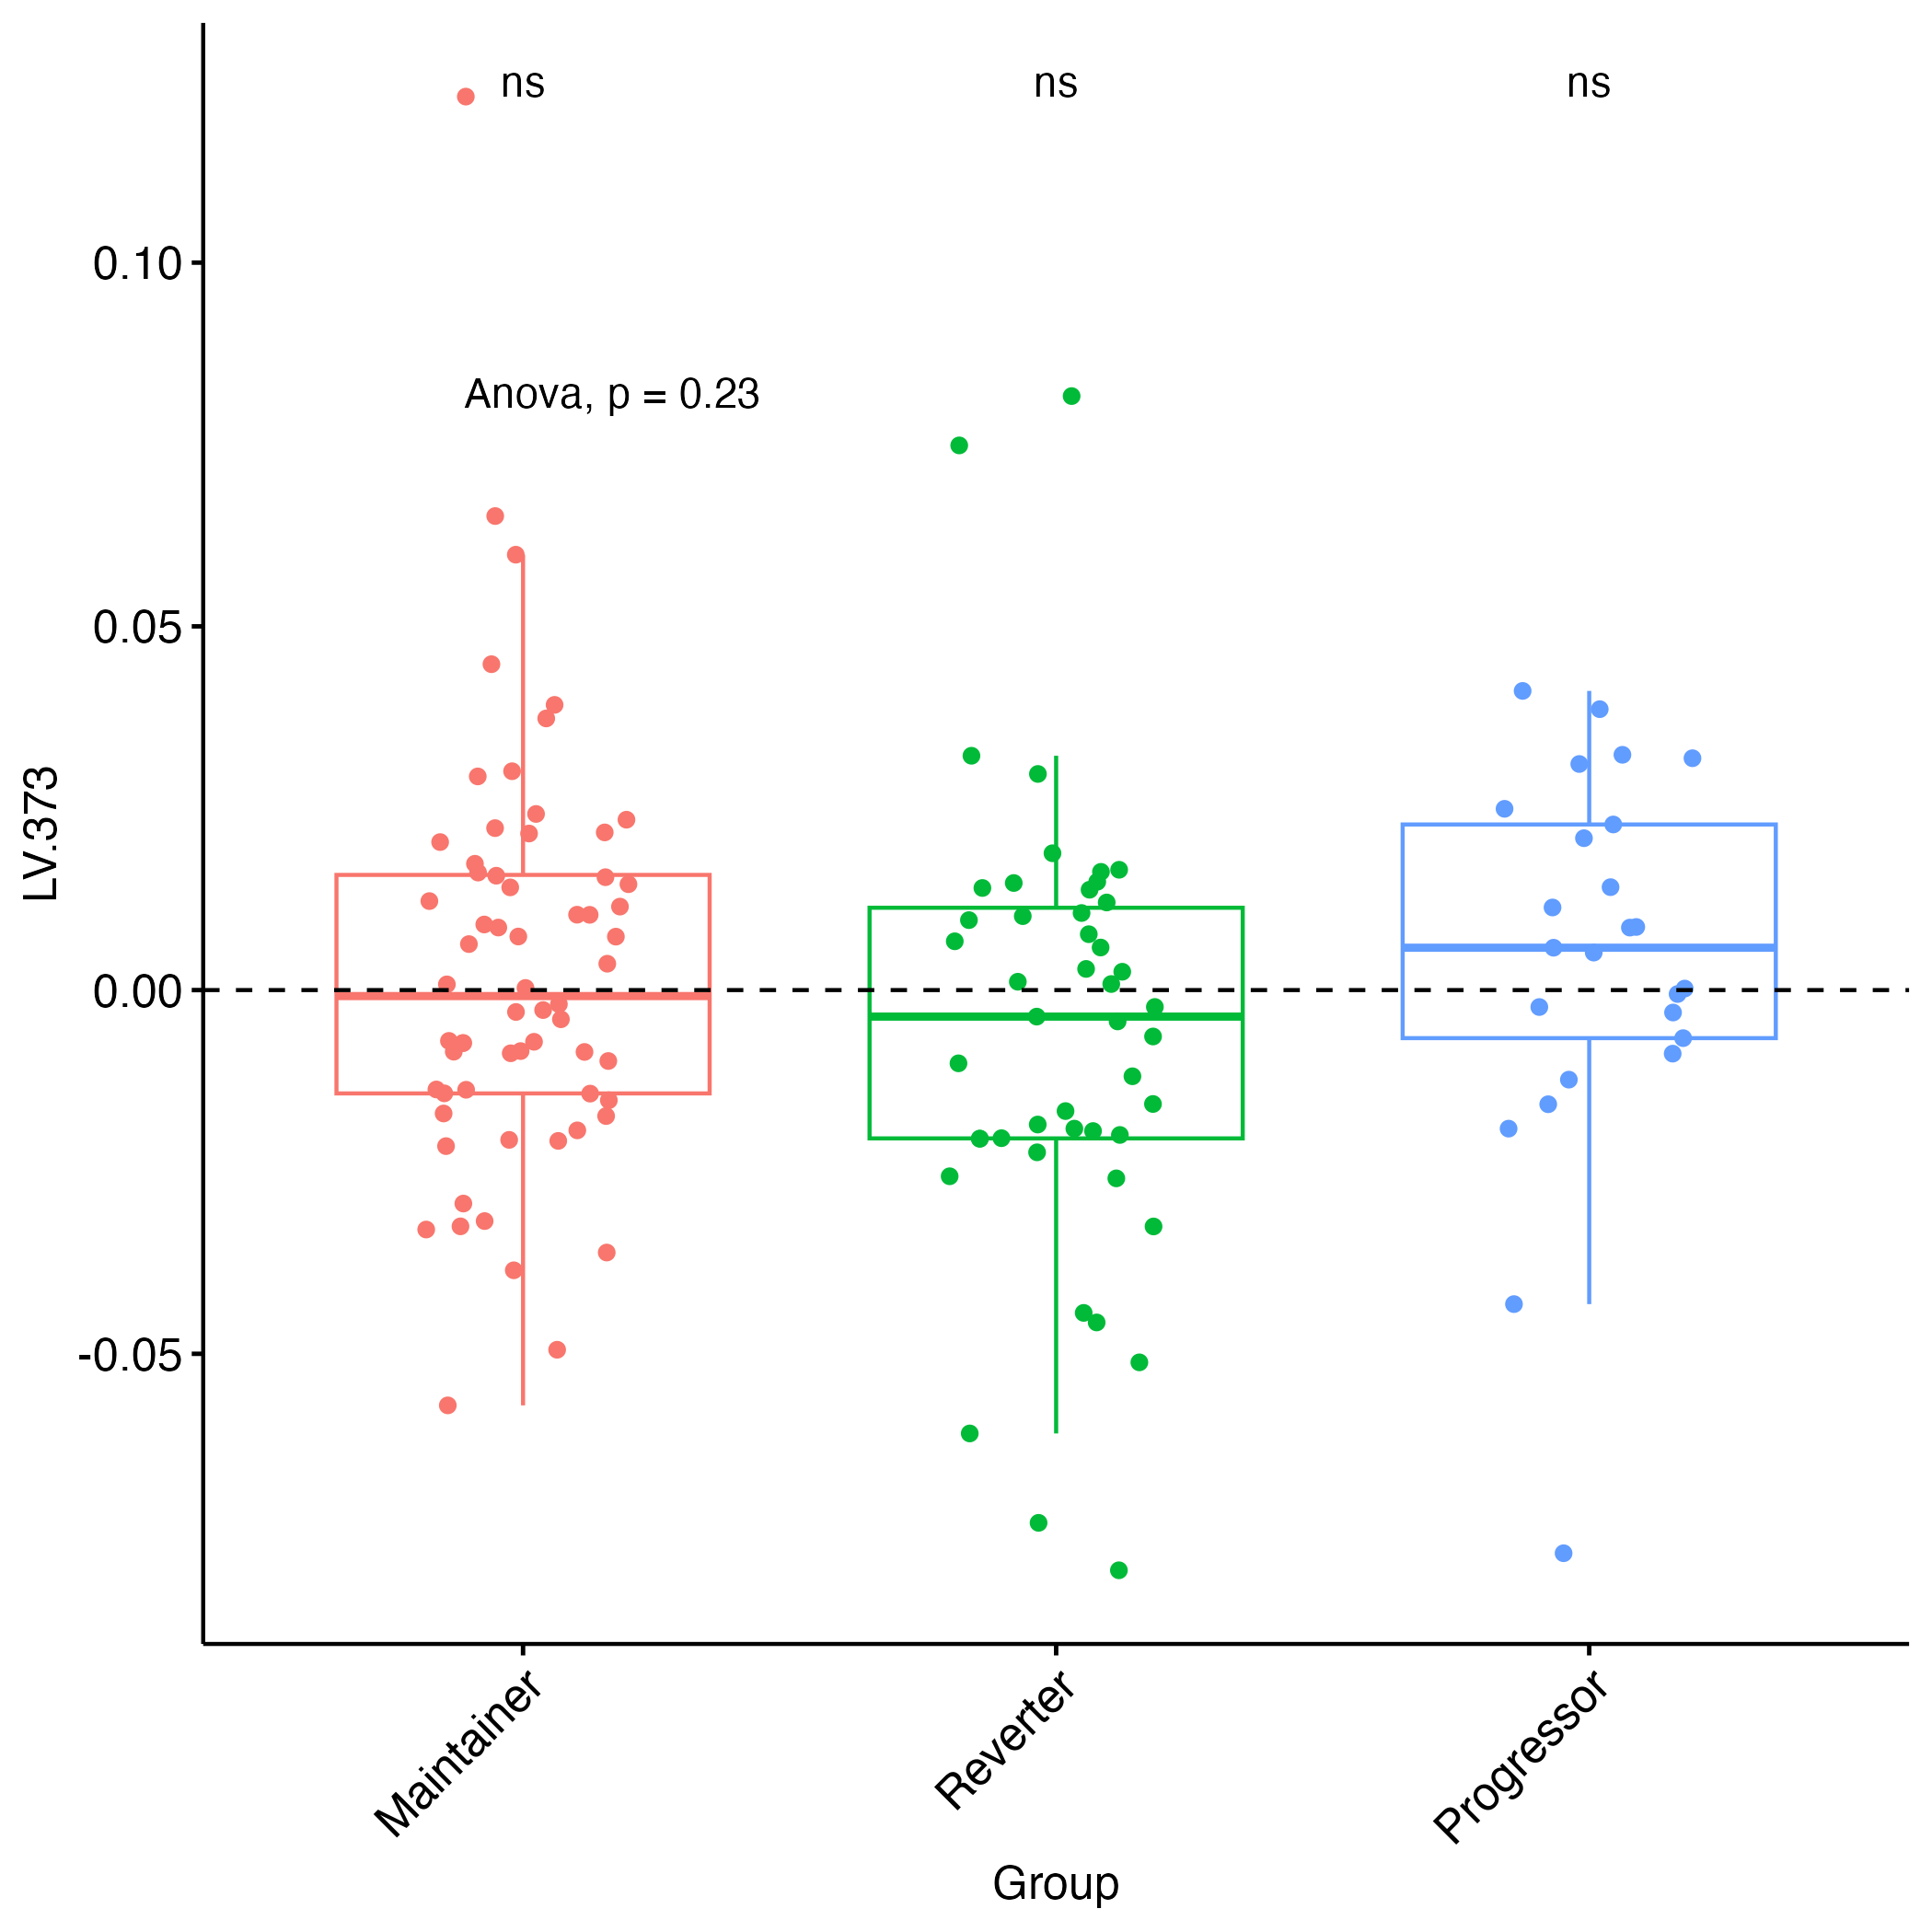 ns ns ns
0.10
Anova, p = 0.23
0.05
LV.373
0.00
-0.05
Maintainer Reverter Progressor
Group